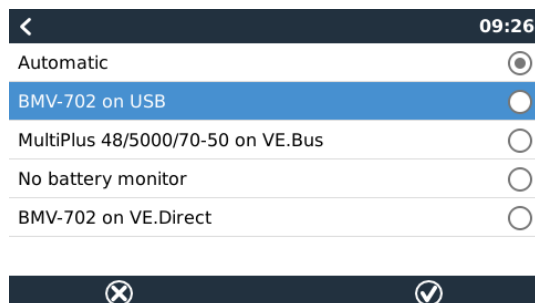 09:26
Automatic
BMV-702 on USB
MultiPlus 48/5000/70-50 on VE.Bus
No battery monitor
BMV-702 on VE.Direct